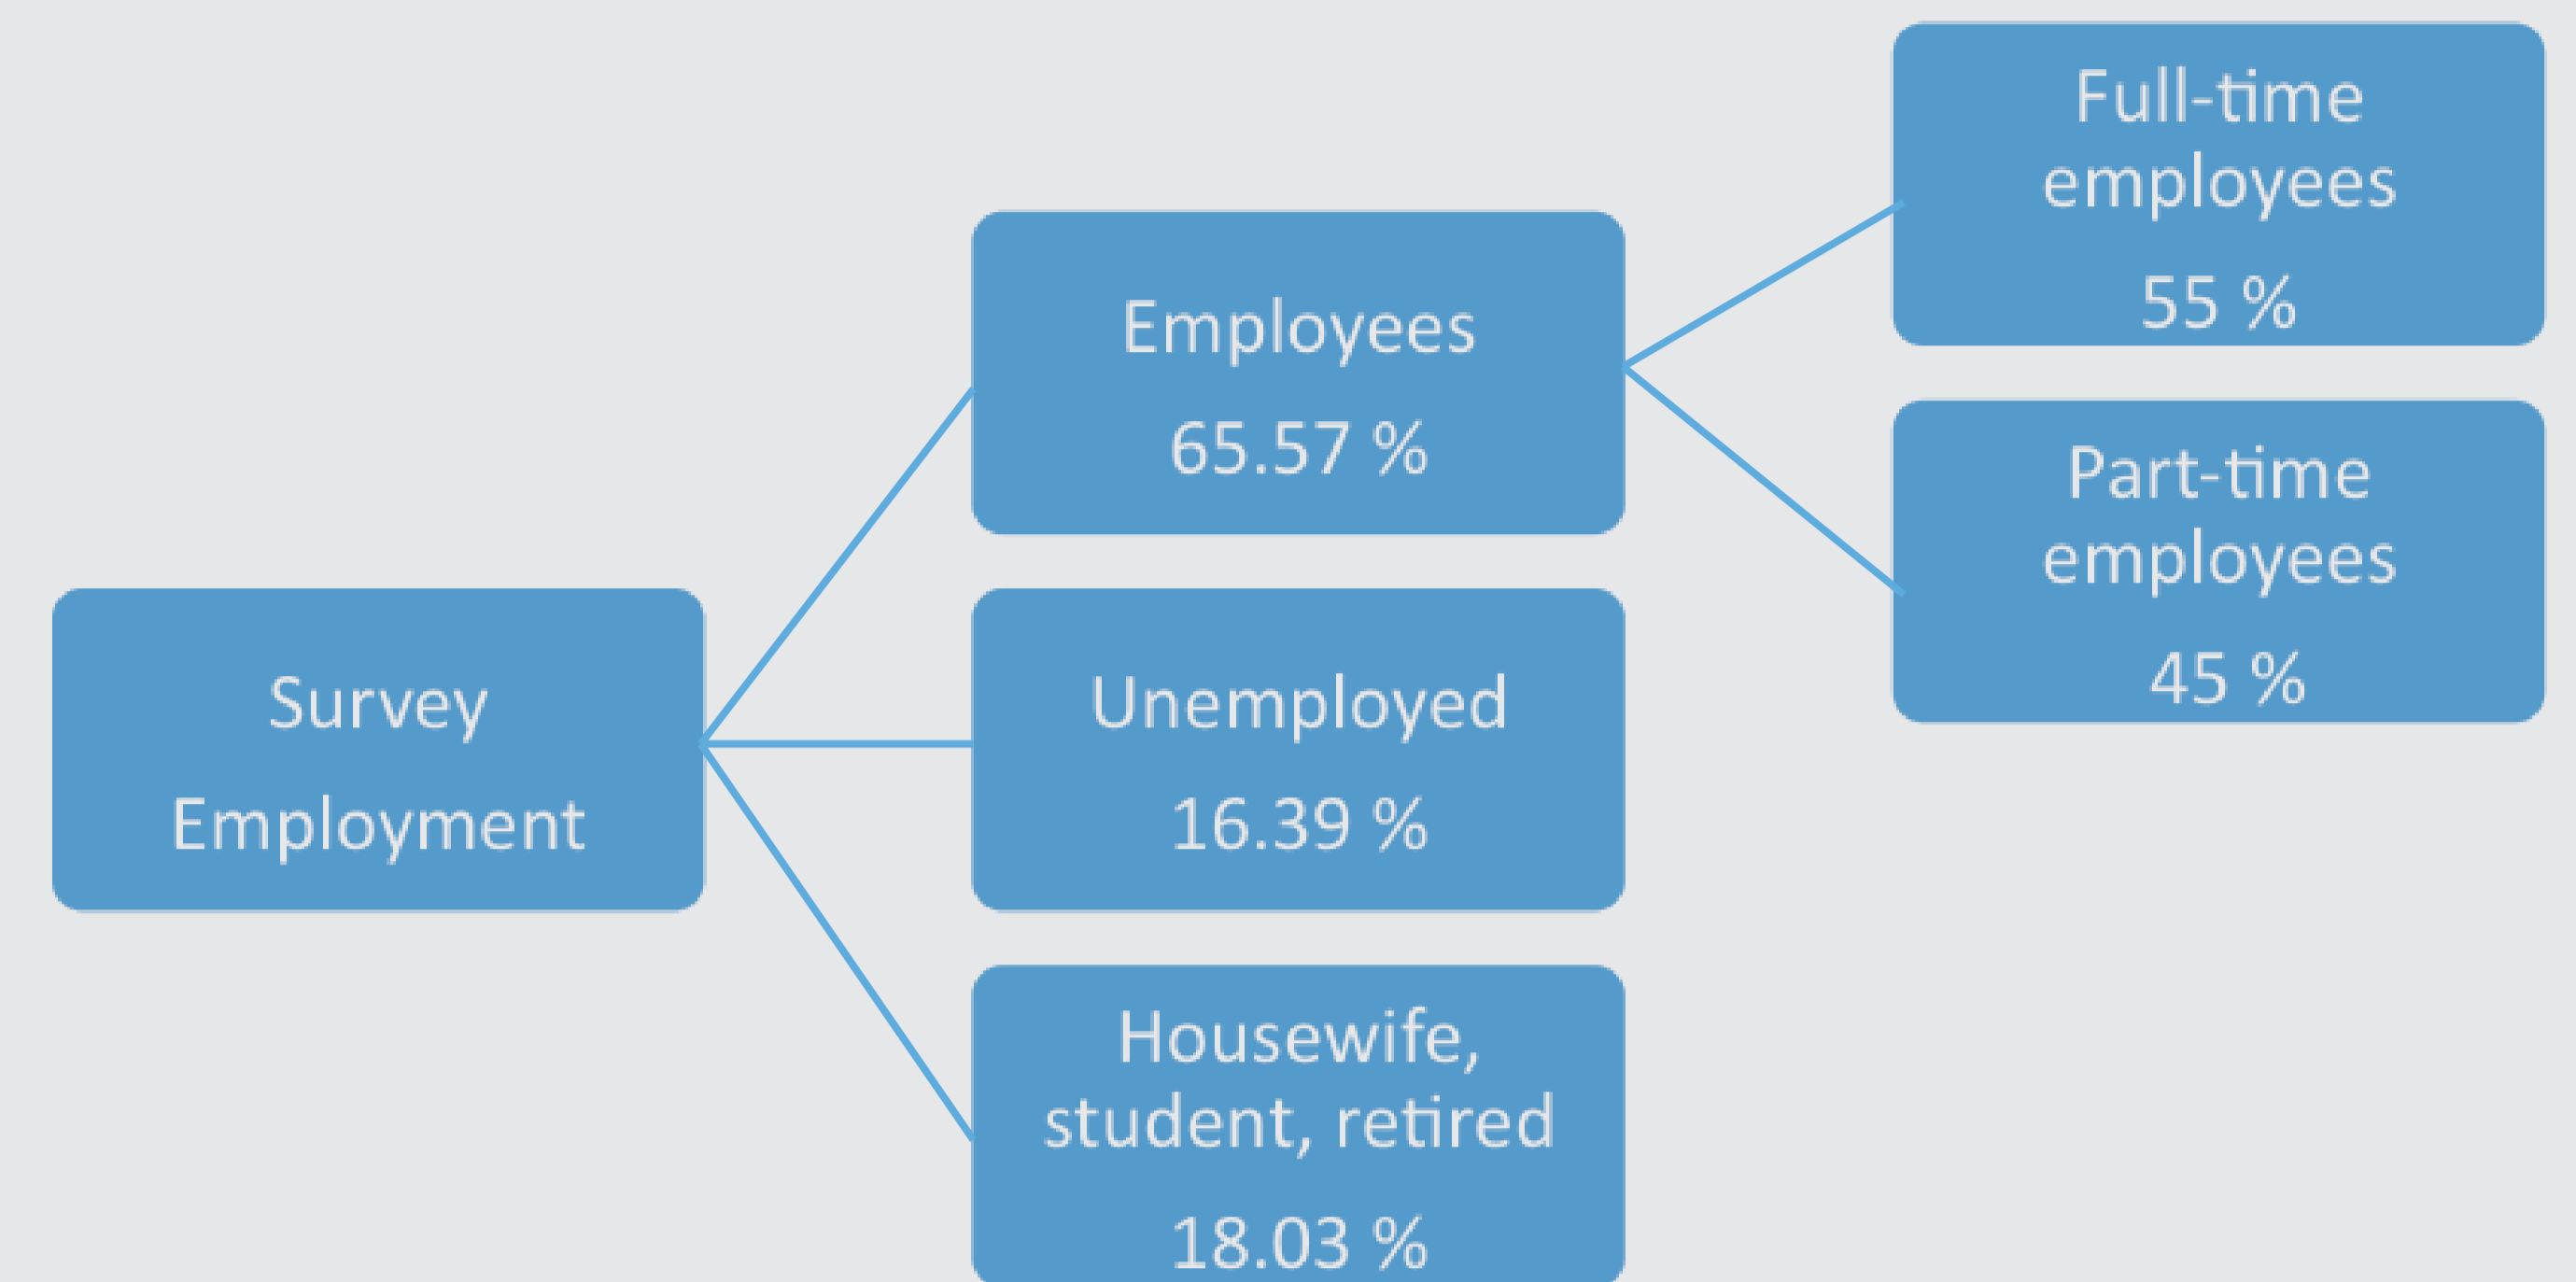 Survey
Employment
Employees
65.57 %
Unemployed
16.39 %
Housewife,
student, retired
18.03 %
Full-time
employees
55 %
Part-time
employees
45 %